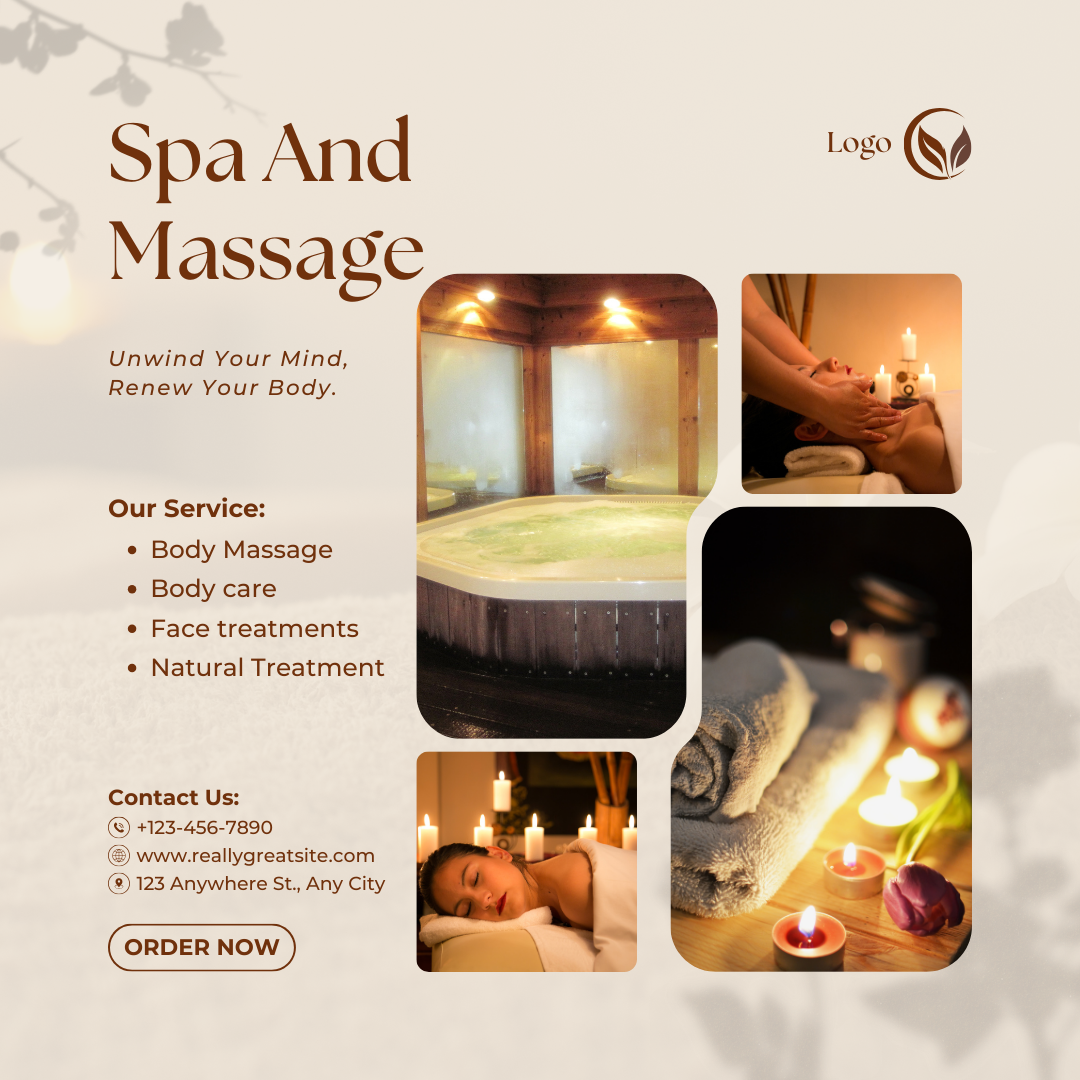 Spa And
Massage
Logo
Unwind Your Mind,
Renew Your Body.
Our Service:
• Body Massage
• Body care
• Face treatments
• Natural Treatment
Contact Us:
+123-456-7890
www.reallygreatsite.com
123 Anywhere St., Any City
ORDER NOW